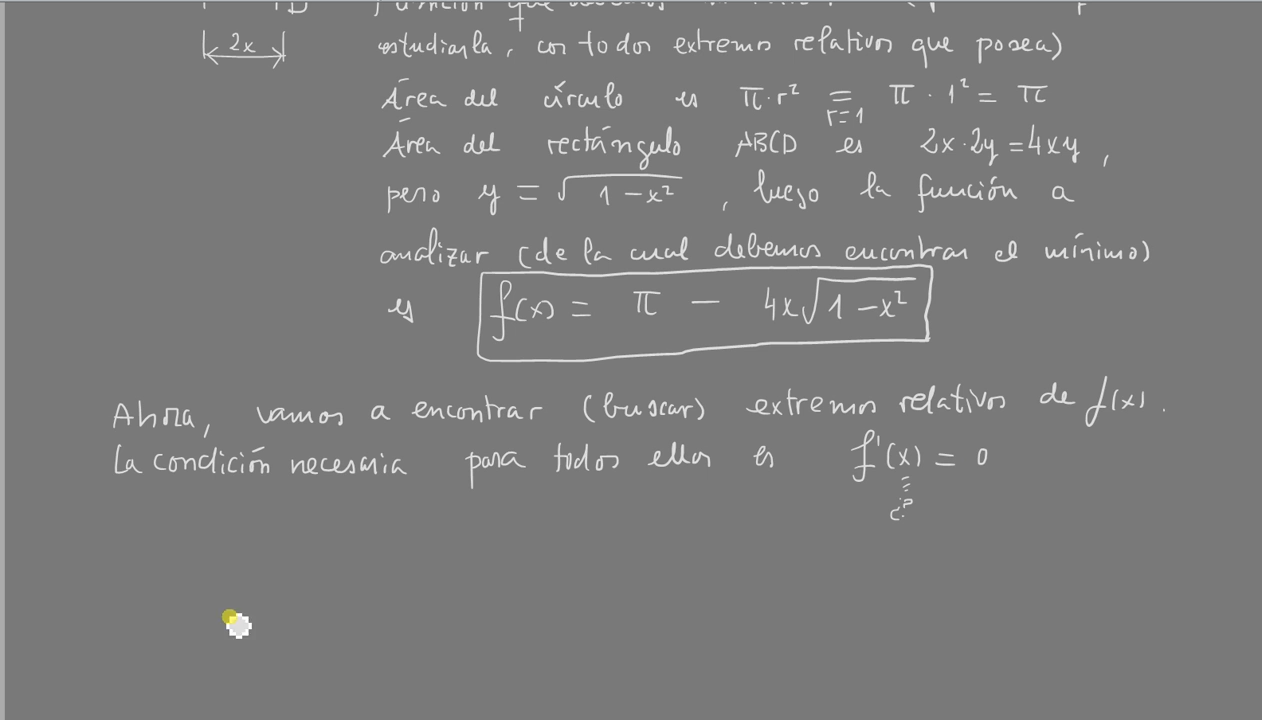 2x
estudiarla, con todos extremos relativos que posea)
Área del círculo es π·r² = π · 1² = π
r=1
Área del rectángulo ABCD es 2x·2y = 4xy ,
pero y = √(1-x²) , luego la función a
analizar (de la cual debemos encontrar el mínimo)
es f(x) = π - 4x√(1-x²)
Ahora, vamos a encontrar (buscar) extremos relativos de f(x).
La condición necesaria para todos ellos es f'(x) = 0
¿?